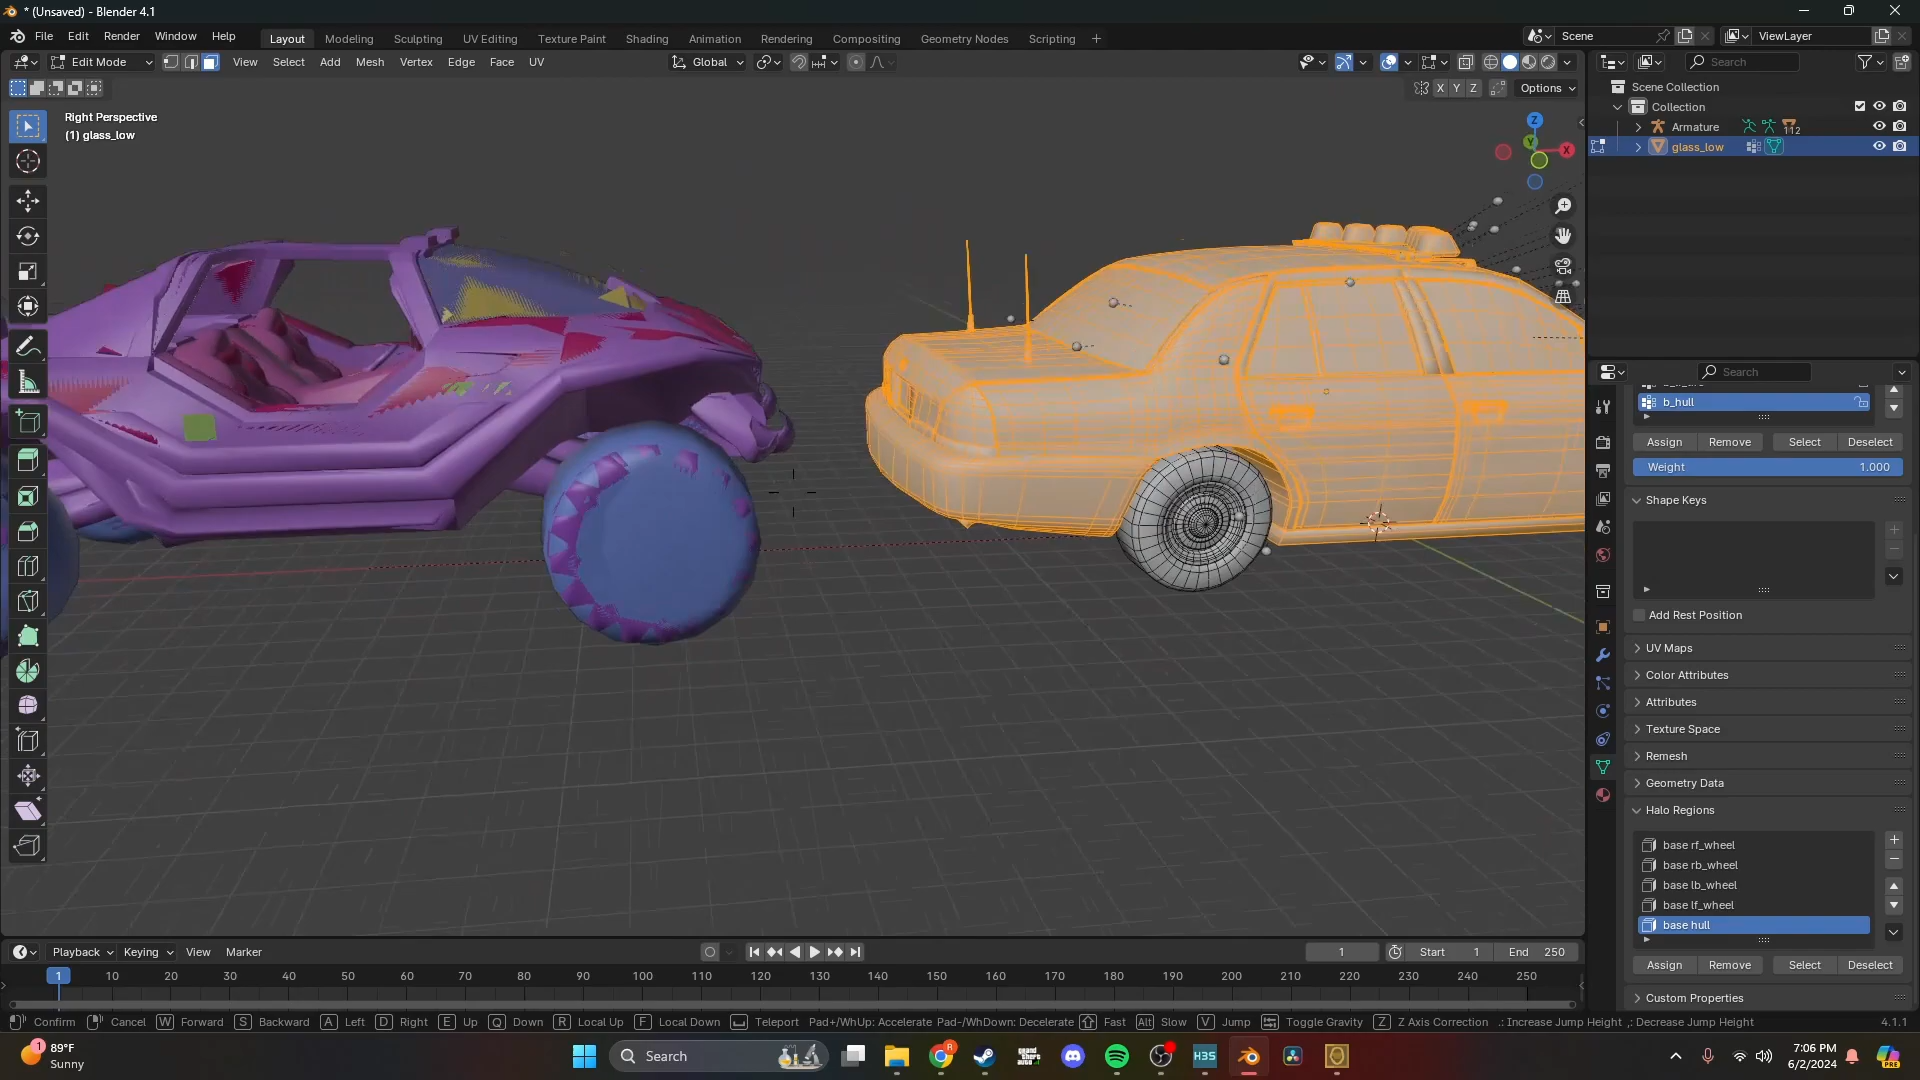 * (Unsaved) - Blender 4.1
File Edit Render Window Help
Layout Modeling Sculpting UV Editing Texture Paint Shading Animation Rendering Compositing Geometry Nodes Scripting +
Scene
ViewLayer
Edit Mode
View Select Add Mesh Vertex Edge Face UV
Global
Search
X Y Z
Options
Right Perspective
(1) glass_low
Z
Y
X
Scene Collection
Collection
Armature
112
glass_low
Search
b_hull
Assign Remove Select Deselect
Weight 1.000
Shape Keys
Add Rest Position
UV Maps
Color Attributes
Attributes
Texture Space
Remesh
Geometry Data
Halo Regions
base rf_wheel
base rb_wheel
base lb_wheel
base lf_wheel
base hull
Assign Remove Select Deselect
Custom Properties
Playback Keying View Marker
1 Start 1 End 250
1 10 20 30 40 50 60 70 80 90 100 110 120 130 140 150 160 170 180 190 200 210 220 230 240 250
Confirm Cancel W Forward S Backward A Left D Right E Up Q Down R Local Up F Local Down Teleport Pad+/WhUp: Accelerate Pad-/WhDown: Decelerate Fast Alt Slow V Jump Toggle Gravity Z Z Axis Correction .: Increase Jump Height ,: Decrease Jump Height 4.1.1
1
89°F
Sunny
Search
R
H3S
7:06 PM
6/2/2024
PRE